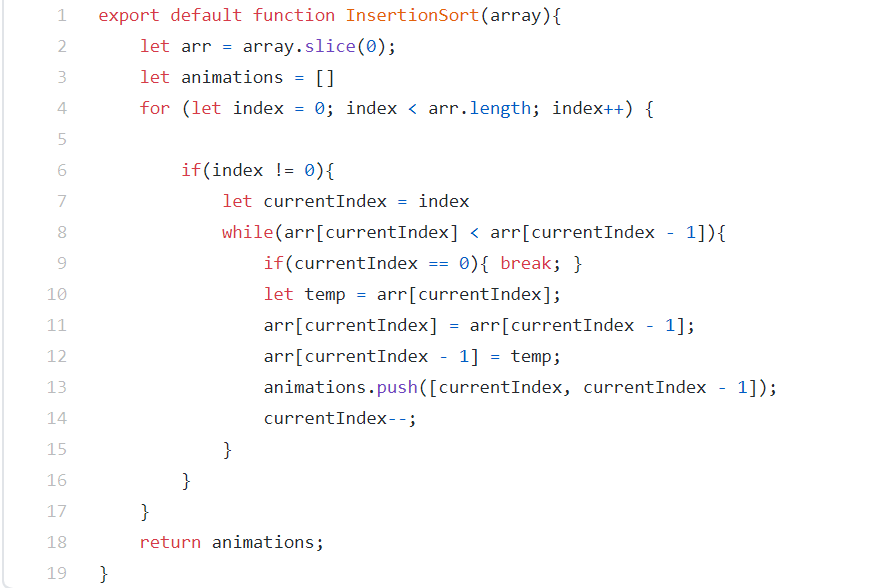 1 export default function InsertionSort(array){
2 let arr = array.slice(0);
3 let animations = []
4 for (let index = 0; index < arr.length; index++) {
5
6 if(index != 0){
7 let currentIndex = index
8 while(arr[currentIndex] < arr[currentIndex - 1]){
9 if(currentIndex == 0){ break; }
10 let temp = arr[currentIndex];
11 arr[currentIndex] = arr[currentIndex - 1];
12 arr[currentIndex - 1] = temp;
13 animations.push([currentIndex, currentIndex - 1]);
14 currentIndex--;
15 }
16 }
17 }
18 return animations;
19 }